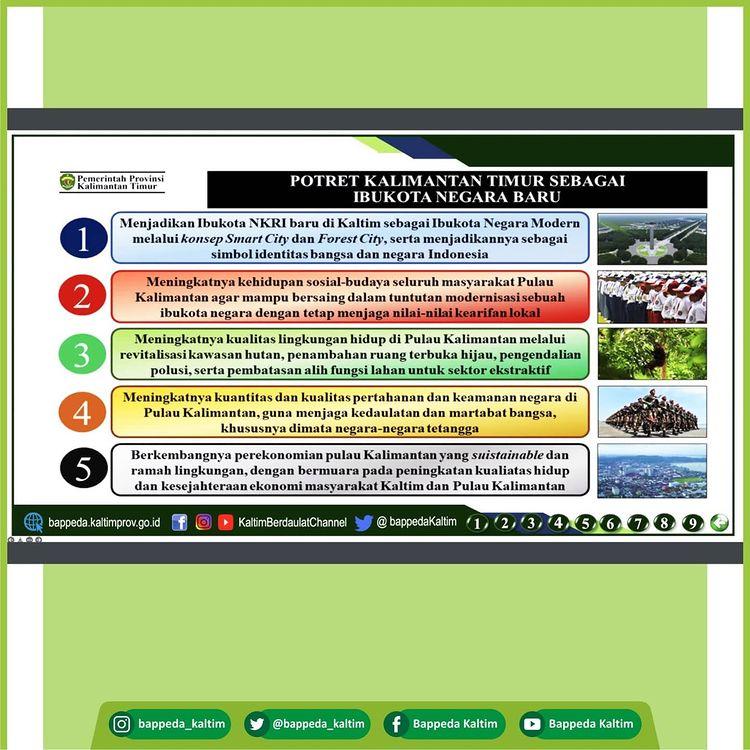 Pemerintah Provinsi
Kalimantan Timur
POTRET KALIMANTAN TIMUR SEBAGAI
IBUKOTA NEGARA BARU
1
Menjadikan Ibukota NKRI baru di Kaltim sebagai Ibukota Negara Modern
melalui konsep Smart City dan Forest City, serta menjadikannya sebagai
simbol identitas bangsa dan negara Indonesia
2
Meningkatnya kehidupan sosial-budaya seluruh masyarakat Pulau
Kalimantan agar mampu bersaing dalam tuntutan modernisasi sebuah
ibukota negara dengan tetap menjaga nilai-nilai kearifan lokal
3
Meningkatnya kualitas lingkungan hidup di Pulau Kalimantan melalui
revitalisasi kawasan hutan, penambahan ruang terbuka hijau, pengendalian
polusi, serta pembatasan alih fungsi lahan untuk sektor ekstraktif
4
Meningkatnya kuantitas dan kualitas pertahanan dan keamanan negara di
Pulau Kalimantan, guna menjaga kedaulatan dan martabat bangsa,
khususnya dimata negara-negara tetangga
5
Berkembangnya perekonomian pulau Kalimantan yang suistainable dan
ramah lingkungan, dengan bermuara pada peningkatan kualiatas hidup
dan kesejahteraan ekonomi masyarakat Kaltim dan Pulau Kalimantan
bappeda.kaltimprov.go.id KaltimBerdaulatChannel @ bappedaKaltim 1 2 3 4 5 6 7 8 9
bappeda_kaltim @bappeda_kaltim Bappeda Kaltim Bappeda Kaltim